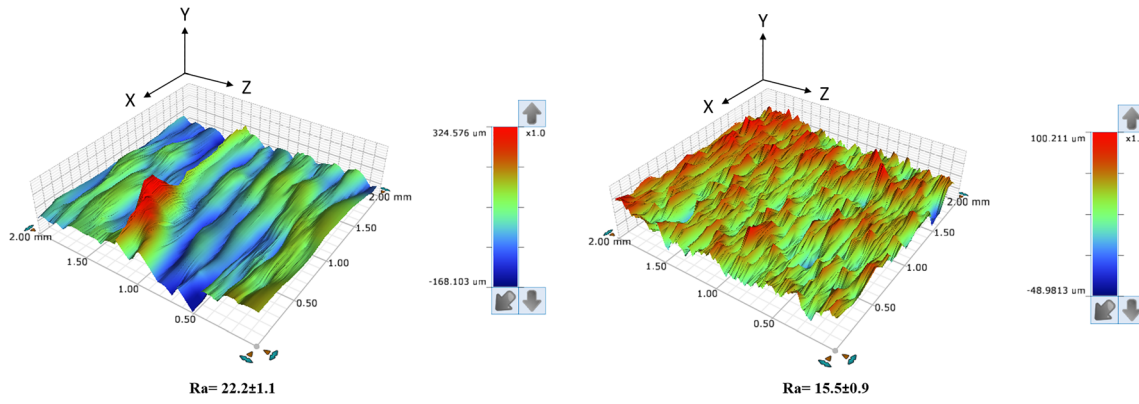 Y
X
Z
324.576 um
x1.0
-168.103 um
2.00 mm
1.50
1.00
0.50
0.50
1.00
1.50
2.00 mm
Ra= 22.2±1.1
Y
X
Z
100.211 um
x1.
-48.9813 um
2.00 mm
1.50
1.00
0.50
0.50
1.00
1.50
2.00 mm
Ra= 15.5±0.9